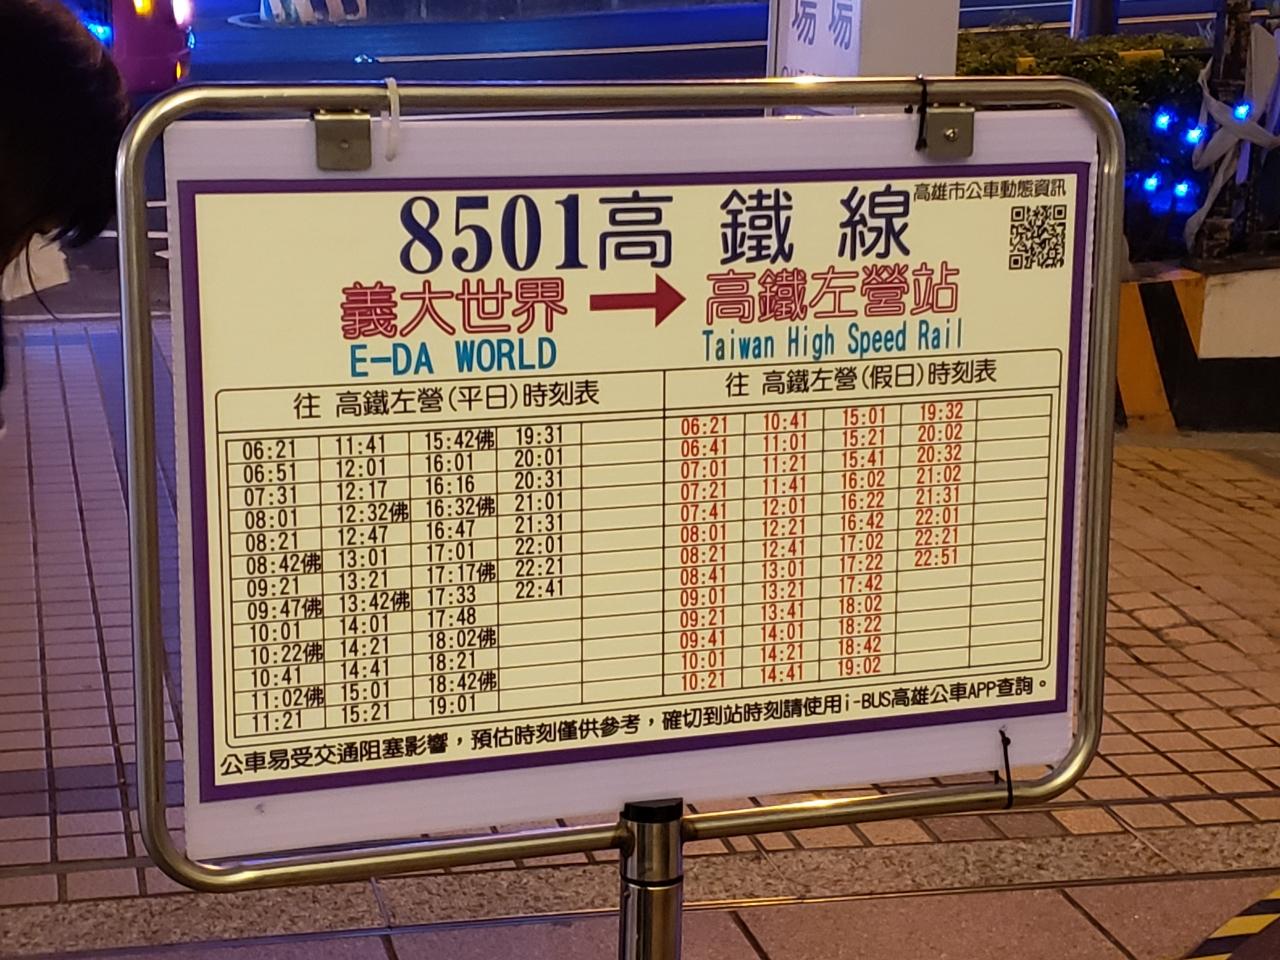 場 場
8501高 鐵 線
高雄市公車動態資訊
義大世界 → 高鐵左營站
E-DA WORLD Taiwan High Speed Rail
往 高鐵左營(平日)時刻表
06:21 11:41 15:42佛 19:31
06:51 12:01 16:01 20:01
07:31 12:17 16:16 20:31
08:01 12:32佛 16:32佛 21:01
08:21 12:47 16:47 21:31
08:42佛 13:01 17:01 22:01
09:21 13:21 17:17佛 22:21
09:47佛 13:42佛 17:33 22:41
10:01 14:01 17:48
10:22佛 14:21 18:02佛
10:41 14:41 18:21
11:02佛 15:01 18:42佛
11:21 15:21 19:01
往 高鐵左營(假日)時刻表
06:21 10:41 15:01 19:32
06:41 11:01 15:21 20:02
07:01 11:21 15:41 20:32
07:21 11:41 16:02 21:02
07:41 12:01 16:22 21:31
08:01 12:21 16:42 22:01
08:21 12:41 17:02 22:21
08:41 13:01 17:22 22:51
09:01 13:21 17:42
09:21 13:41 18:02
09:41 14:01 18:22
10:01 14:21 18:42
10:21 14:41 19:02
公車易受交通阻塞影響，預估時刻僅供參考，確切到站時刻請使用i-BUS高雄公車APP查詢。